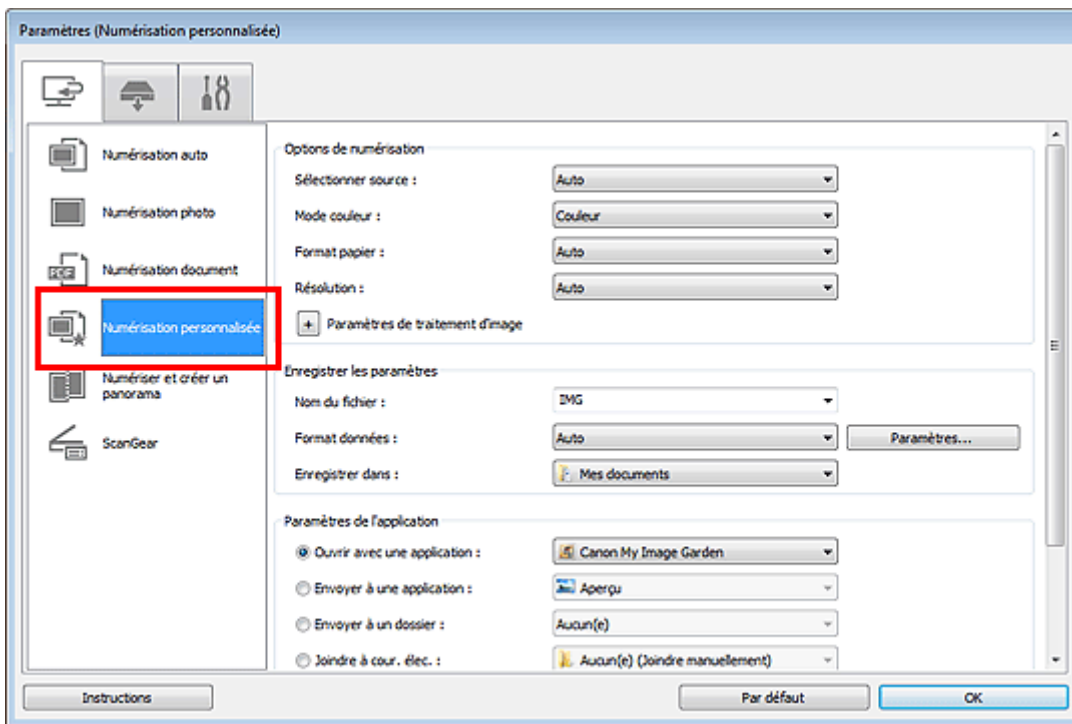 Paramètres (Numérisation personnalisée)
Numérisation auto
Numérisation photo
PDF
Numérisation document
Numérisation personnalisée
Numériser et créer un
panorama
ScanGear
Options de numérisation
Sélectionner source : Auto
Mode couleur : Couleur
Format papier : Auto
Résolution : Auto
+ Paramètres de traitement d'image
Enregistrer les paramètres
Nom du fichier : IMG
Format données : Auto Paramètres...
Enregistrer dans : Mes documents
Paramètres de l'application
Ouvrir avec une application : Canon My Image Garden
Envoyer à une application : Aperçu
Envoyer à un dossier : Aucun(e)
Joindre à cour. élec. : Aucun(e) (Joindre manuellement)
Instructions Par défaut OK